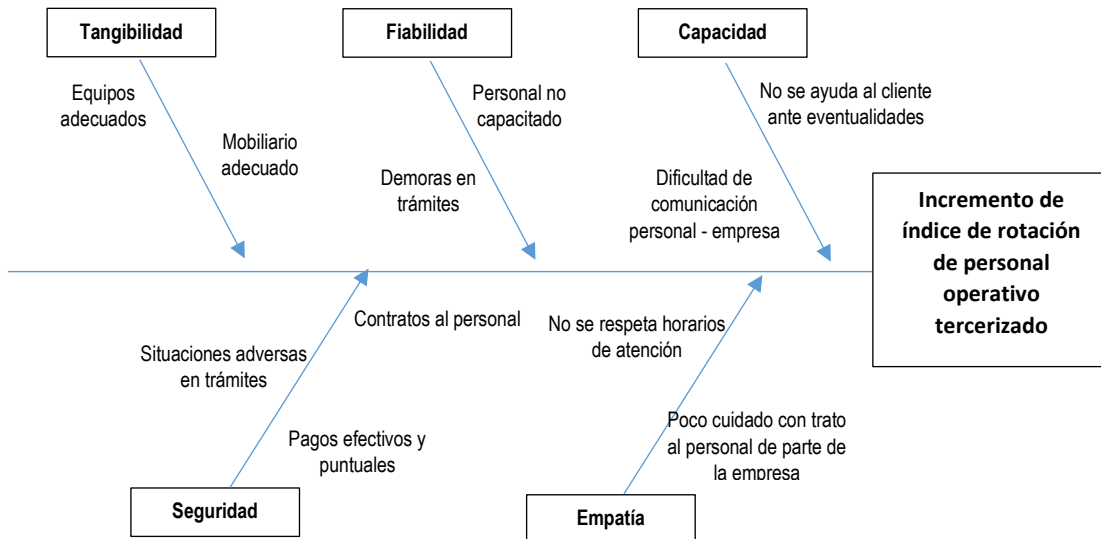 Tangibilidad
Fiabilidad
Capacidad
Equipos
adecuados
Mobiliario
adecuado
Personal no
capacitado
Demoras en
trámites
No se ayuda al cliente
ante eventualidades
Dificultad de
comunicación
personal - empresa
Incremento de
índice de rotación
de personal
operativo
tercerizado
Contratos al personal
Situaciones adversas
en trámites
Pagos efectivos y
puntuales
No se respeta horarios
de atención
Poco cuidado con trato
al personal de parte de
la empresa
Seguridad
Empatía